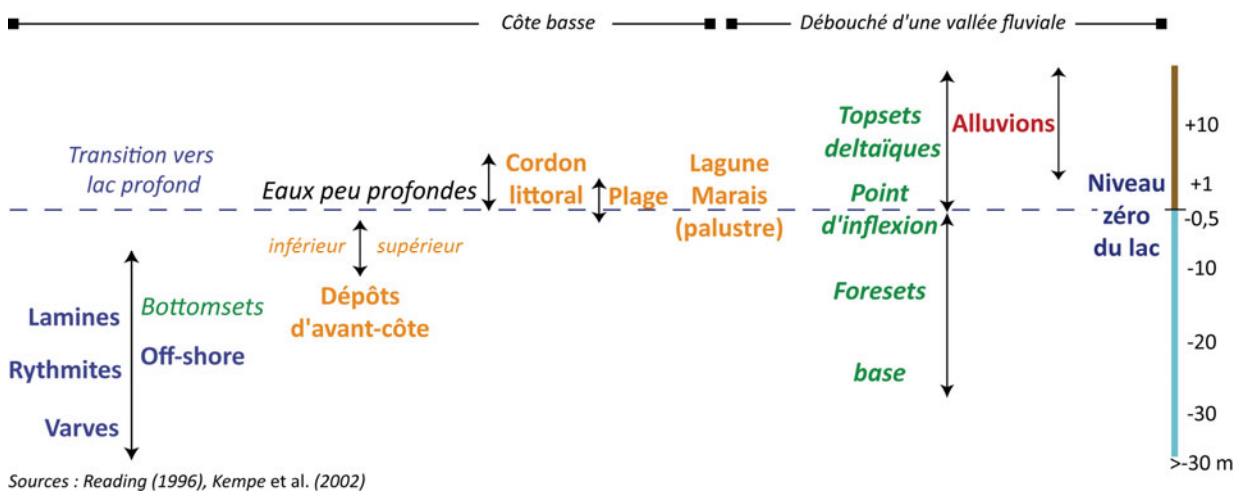 Côte basse
Débouché d'une vallée fluviale
Transition vers
lac profond
Eaux peu profondes
Cordon
littoral
Plage
Lagune
Marais
(palustre)
Topsets
deltaïques
Point
d'inflexion
Alluvions
Niveau
zéro
du lac
+10
+1
-0,5
-10
-20
-30
>-30 m
inférieur
supérieur
Dépôts
d'avant-côte
Bottomsets
Lamines
Off-shore
Rythmites
Varves
Foresets
base
Sources : Reading (1996), Kempe et al. (2002)